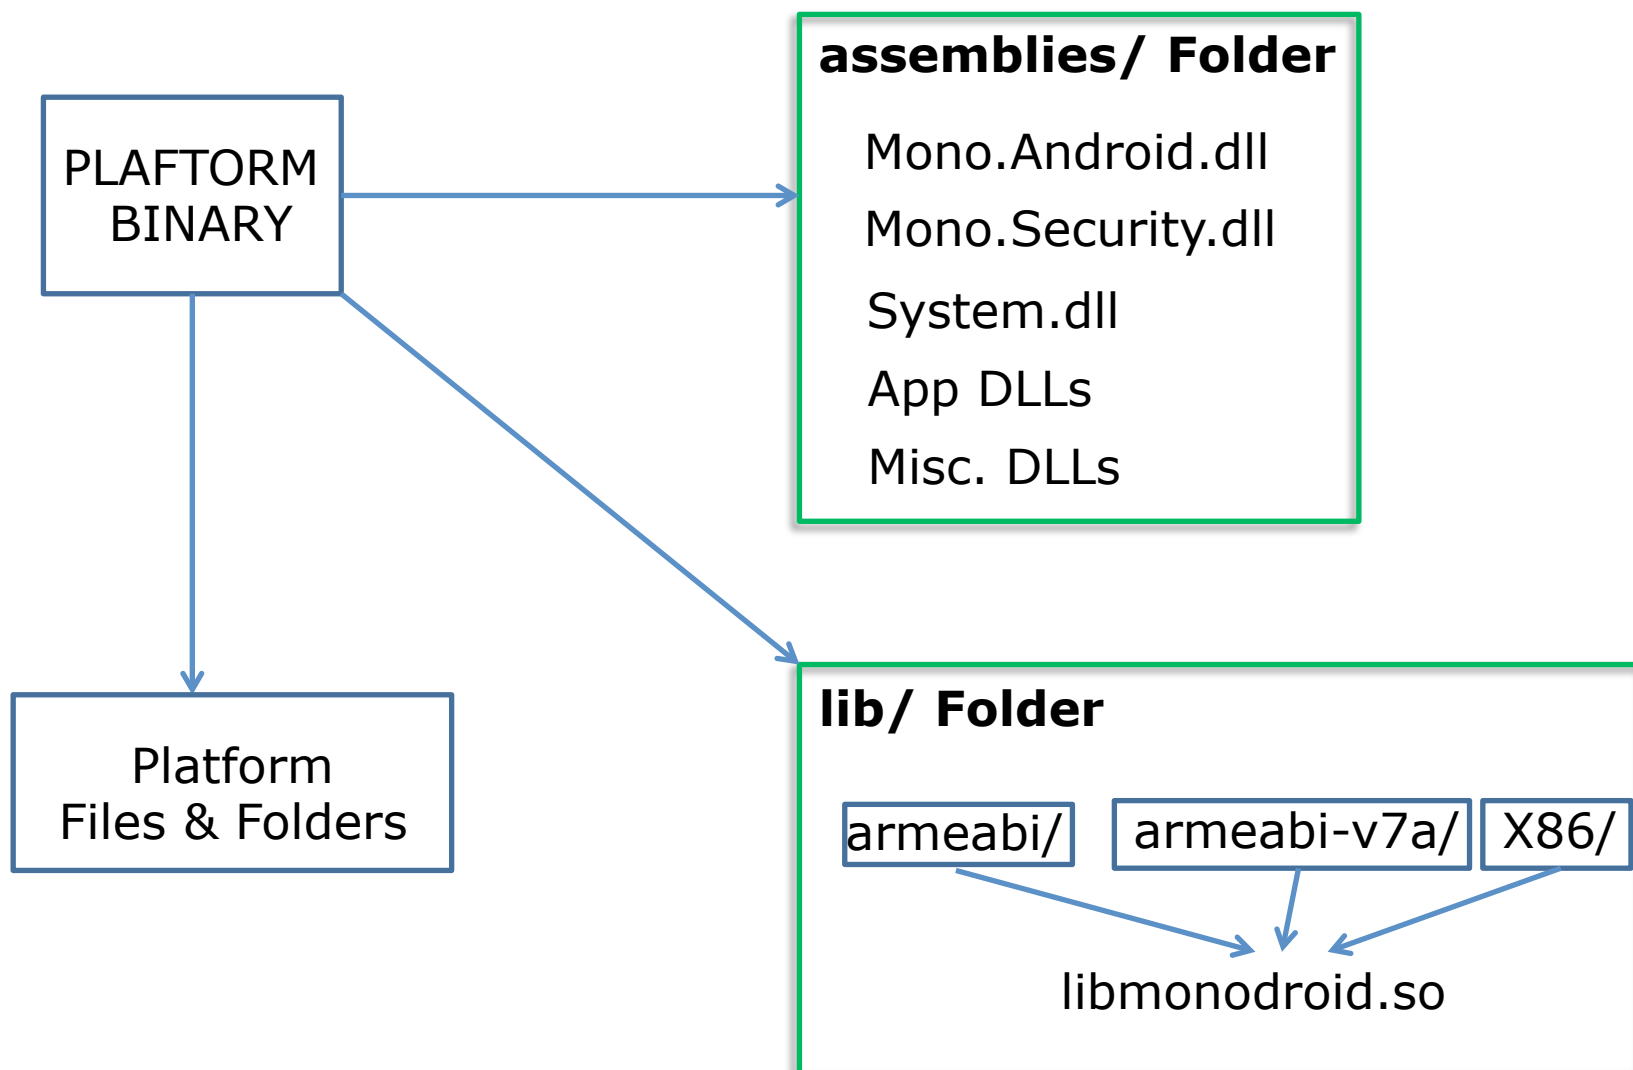 PLAFTORM
BINARY
assemblies/ Folder
Mono.Android.dll
Mono.Security.dll
System.dll
App DLLs
Misc. DLLs
Platform
Files & Folders
lib/ Folder
armeabi/
armeabi-v7a/
X86/
libmonodroid.so